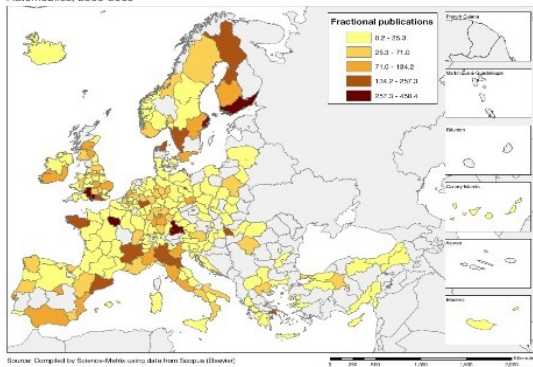 Fractional publications
0.2 - 25.3
25.3 - 71.0
71.0 - 134.2
134.2 - 257.3
257.3 - 458.4
French Guiana
Martinique & Guadeloupe
Réunion
Canary Islands
Azores
Madeira
Source: Compiled by Science-Metrix using data from Scopus (Elsevier)
0 250 500 1,000 1,500 2,000